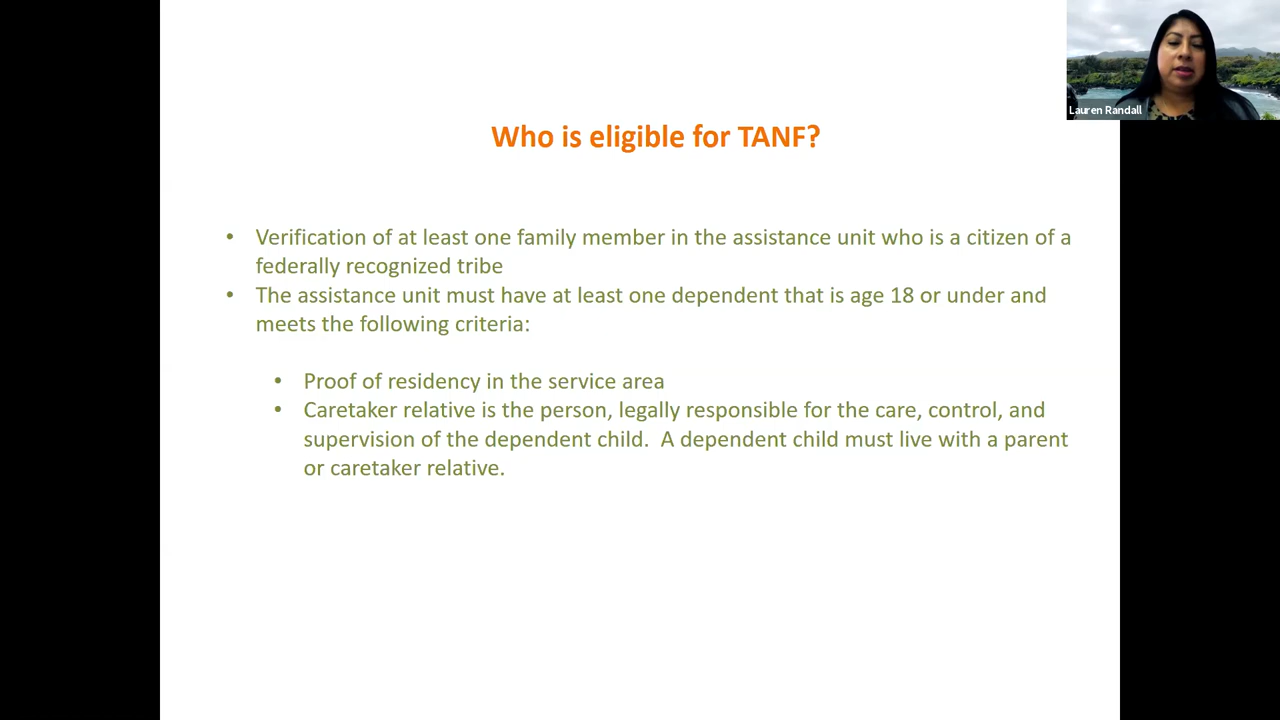 Lauren Randall
Who is eligible for TANF?
• Verification of at least one family member in the assistance unit who is a citizen of a
federally recognized tribe
• The assistance unit must have at least one dependent that is age 18 or under and
meets the following criteria:
• Proof of residency in the service area
• Caretaker relative is the person, legally responsible for the care, control, and
supervision of the dependent child.  A dependent child must live with a parent
or caretaker relative.